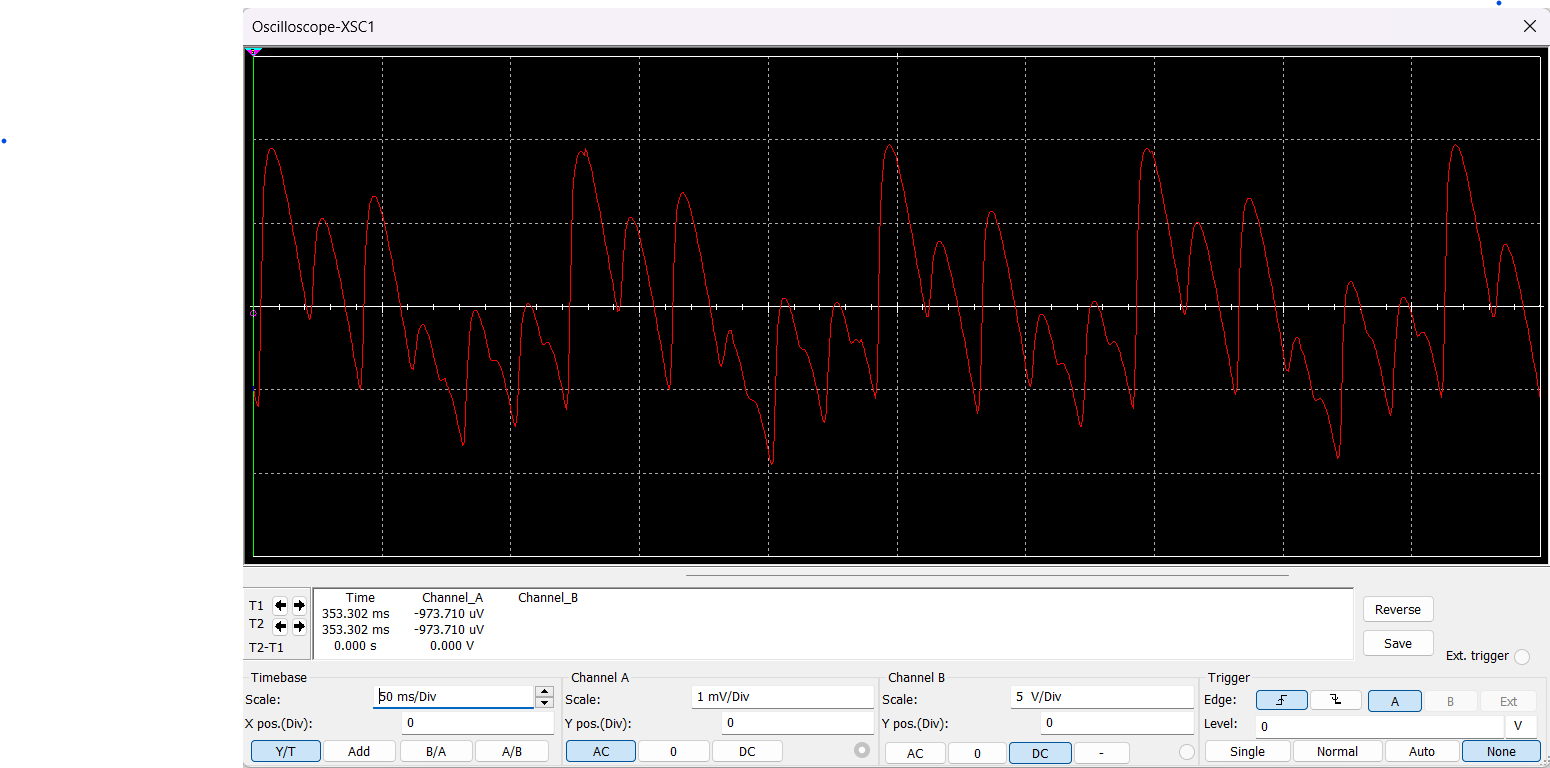 Oscilloscope-XSC1
Time Channel_A Channel_B
T1 353.302 ms -973.710 uV
T2 353.302 ms -973.710 uV
T2-T1 0.000 s 0.000 V
Reverse
Save
Ext. trigger
Timebase
Scale: 50 ms/Div
X pos.(Div): 0
Y/T Add B/A A/B
Channel A
Scale: 1 mV/Div
Y pos.(Div): 0
AC 0 DC
Channel B
Scale: 5 V/Div
Y pos.(Div): 0
AC 0 DC -
Trigger
Edge: A B Ext
Level: 0 V
Single Normal Auto None